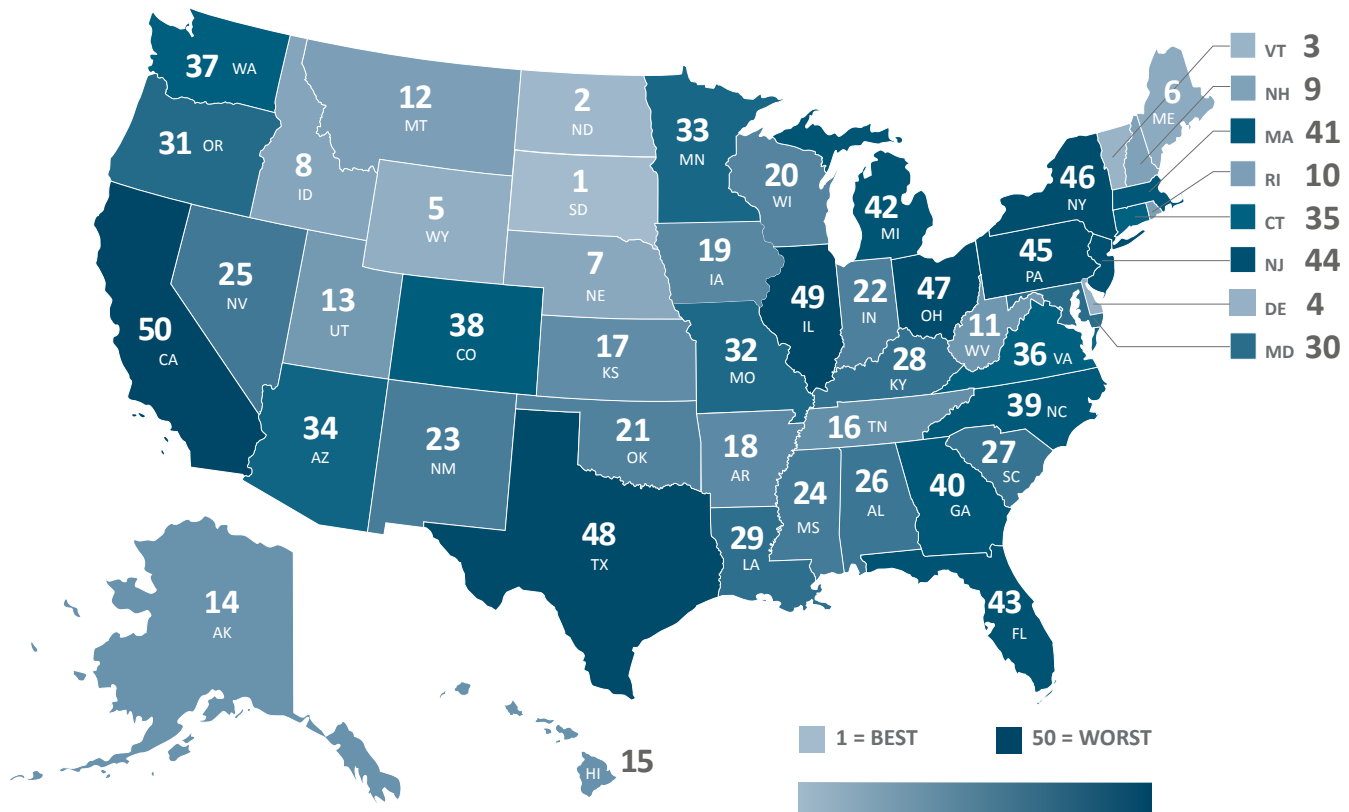 37 WA
12
MT
2
ND
33
MN
6
ME
VT 3
NH 9
MA 41
RI 10
CT 35
NJ 44
DE 4
MD 30
31 OR
8
ID
1
SD
20
WI
42
MI
46
NY
5
WY
19
IA
45
PA
25
NV
7
NE
13
UT
50
CA
38
CO
17
KS
32
MO
49
IL
22
IN
47
OH
11
WV
36 VA
28
KY
39 NC
34
AZ
23
NM
21
OK
18
AR
16 TN
27
SC
24
MS
26
AL
40
GA
48
TX
29
LA
43
FL
14
AK
HI 15
1 = BEST
50 = WORST